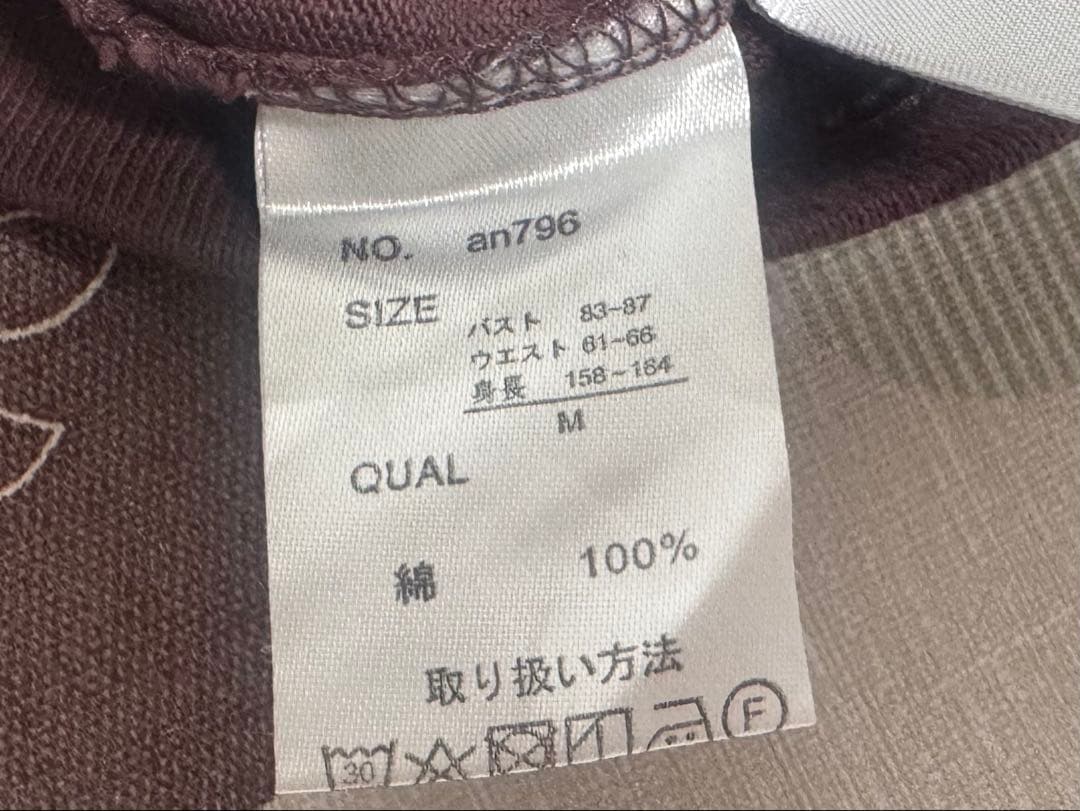 NO. an796
SIZE
バスト 83-87
ウエスト 61-66
身長 158~164
M
QUAL
綿 100%
取り扱い方法
30
F